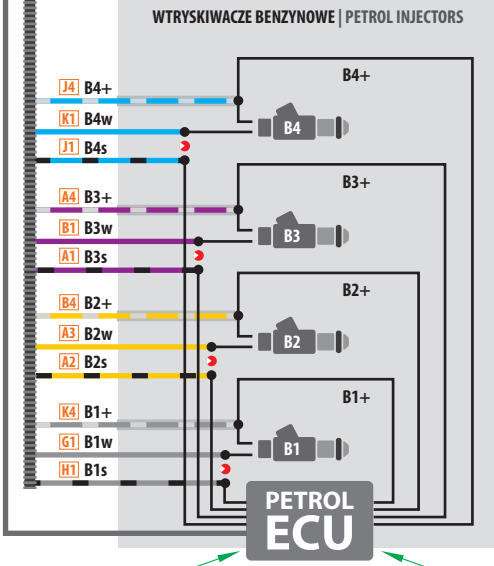 WTRYSKIWACZE BENZYNOWE | PETROL INJECTORS
J4 B4+
B4+
K1 B4w
B4
J1 B4s
A4 B3+
B3+
B1 B3w
B3
A1 B3s
B4 B2+
B2+
A3 B2w
B2
A2 B2s
K4 B1+
B1+
G1 B1w
B1
H1 B1s
PETROL
ECU